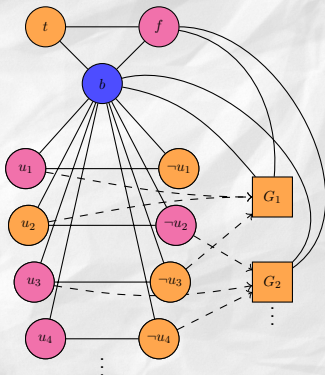 t f
b
u₁ ¬u₁
G₁
u₂ ¬u₂
u₃ ¬u₃ G₂
⋮
u₄ ¬u₄
⋮